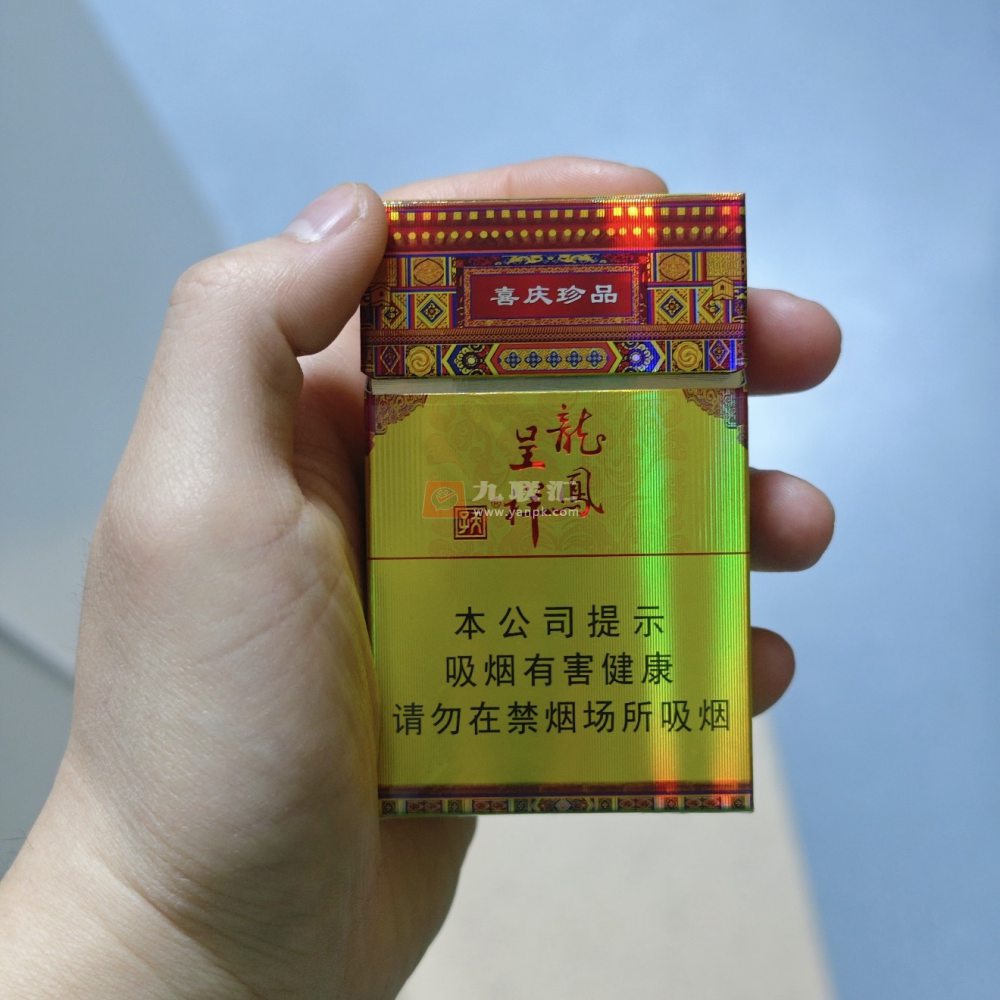 喜庆珍品
龍鳳
呈祥
九联汇
www.yanpk.com
本公司提示
吸烟有害健康
请勿在禁烟场所吸烟